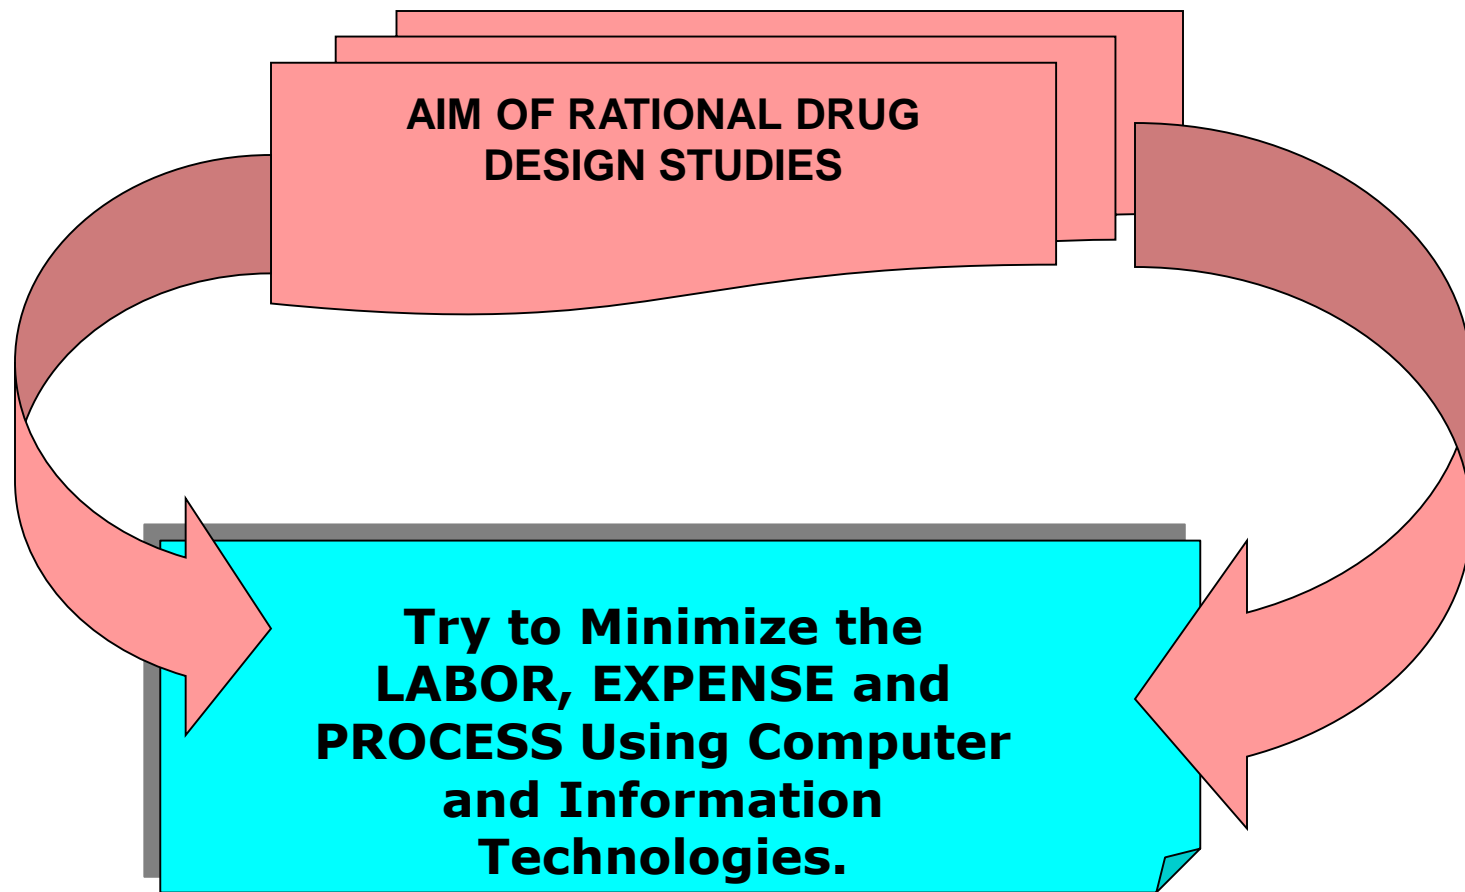 AIM OF RATIONAL DRUG
DESIGN STUDIES
Try to Minimize the
LABOR, EXPENSE and
PROCESS Using Computer
and Information
Technologies.